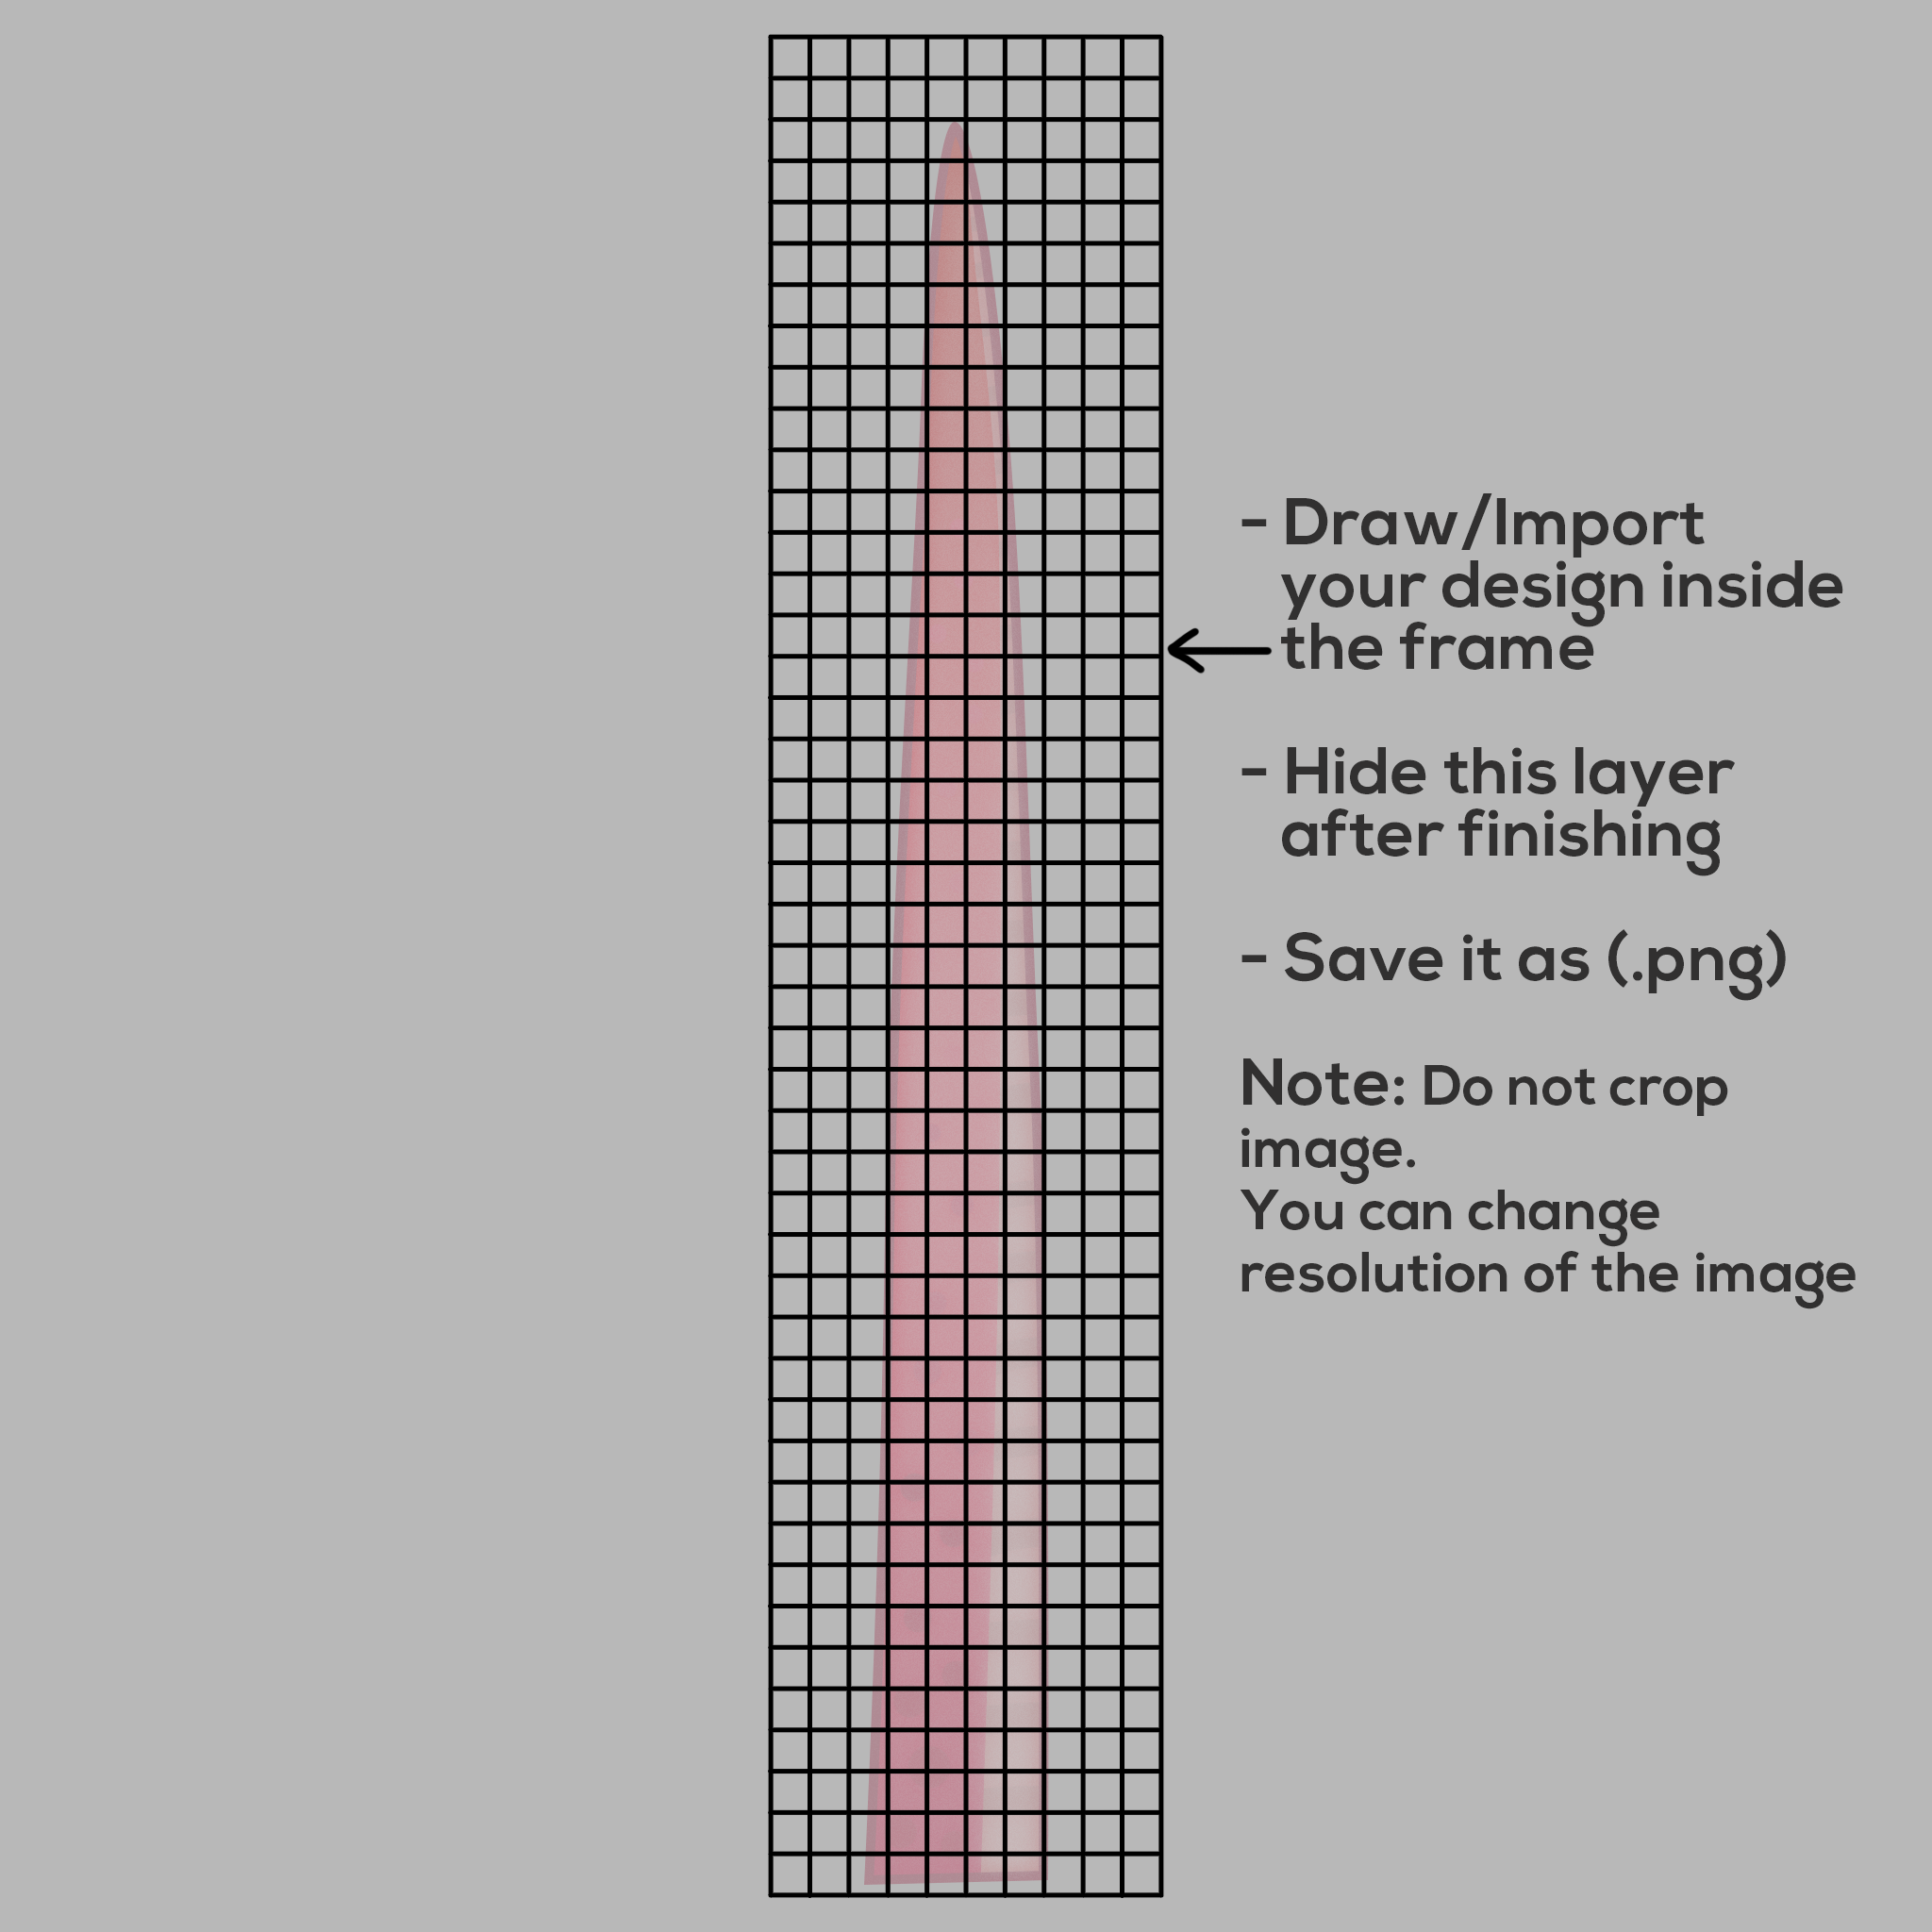 - Draw/Import
your design inside
the frame
- Hide this layer
after finishing
- Save it as (.png)
Note: Do not crop
image.
You can change
resolution of the image